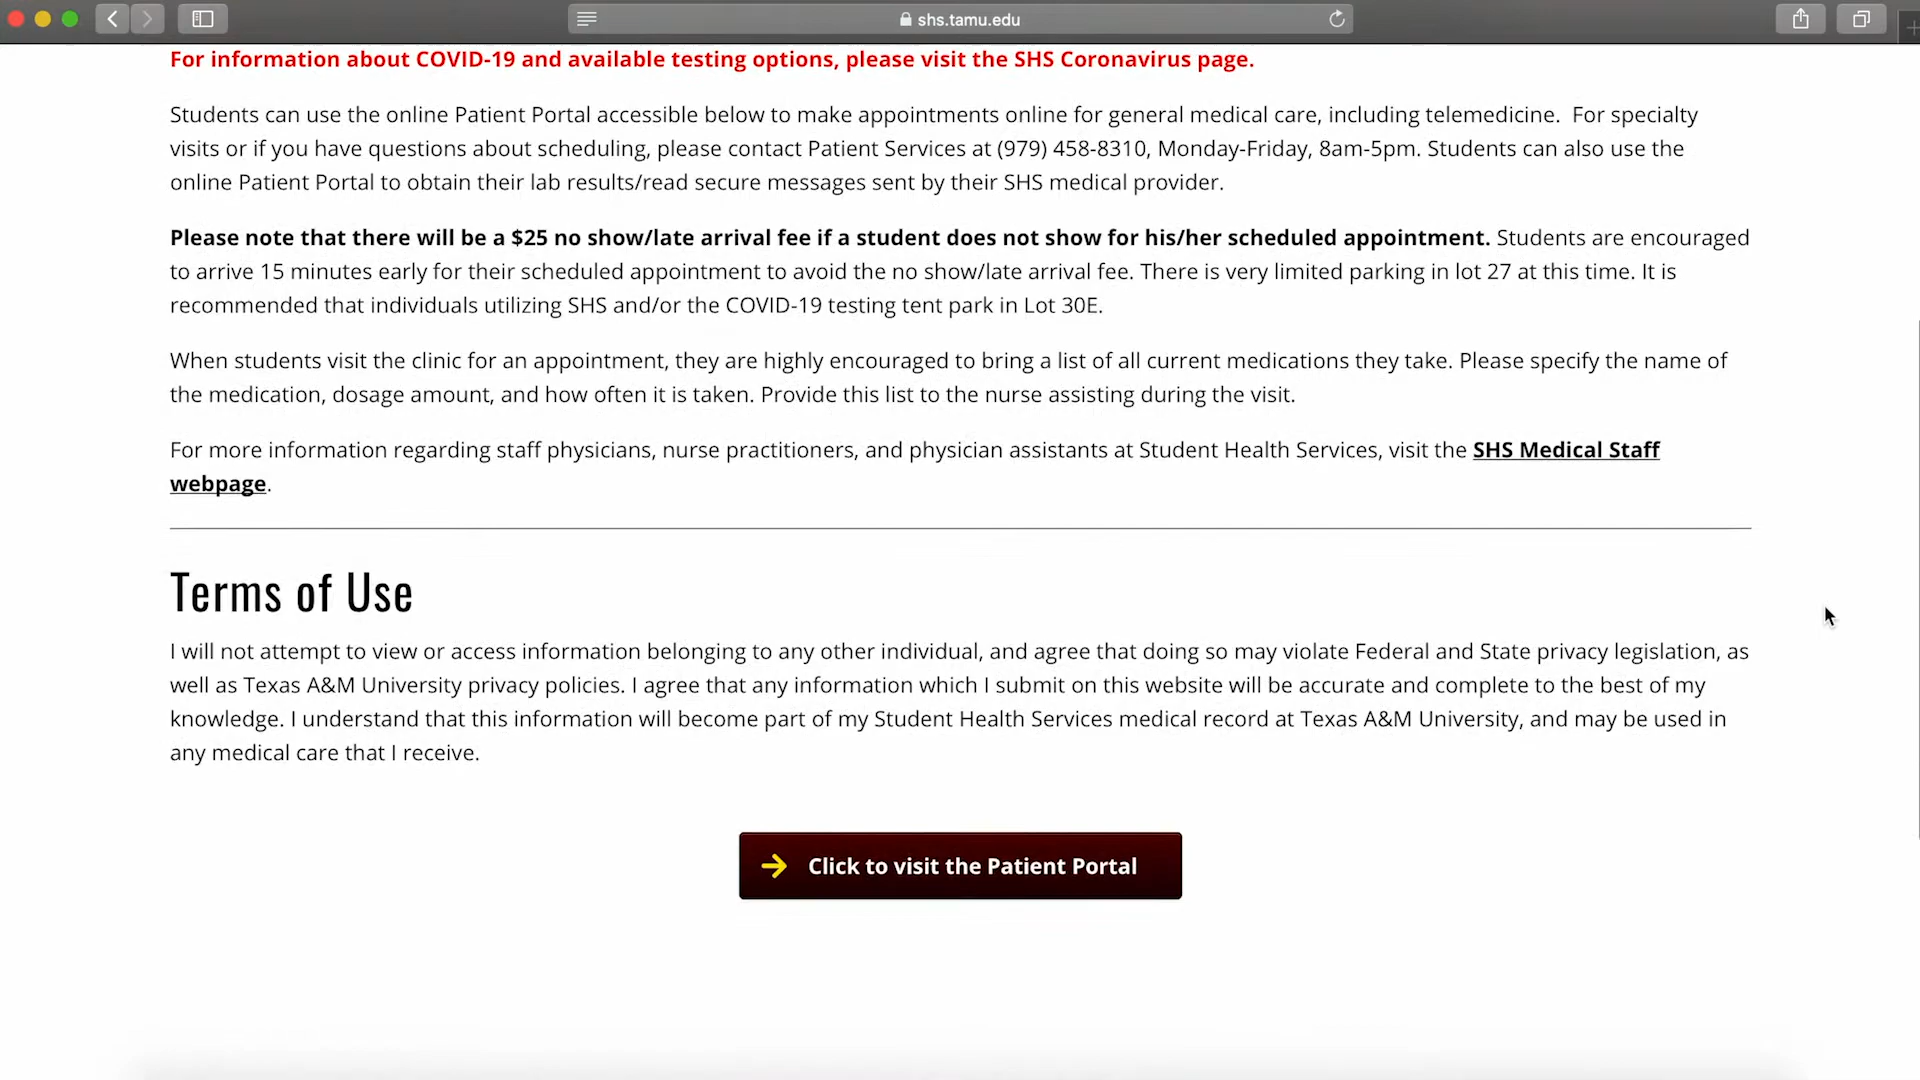 shs.tamu.edu
For information about COVID-19 and available testing options, please visit the SHS Coronavirus page.
Students can use the online Patient Portal accessible below to make appointments online for general medical care, including telemedicine.  For specialty
visits or if you have questions about scheduling, please contact Patient Services at (979) 458-8310, Monday-Friday, 8am-5pm. Students can also use the
online Patient Portal to obtain their lab results/read secure messages sent by their SHS medical provider.
Please note that there will be a $25 no show/late arrival fee if a student does not show for his/her scheduled appointment. Students are encouraged
to arrive 15 minutes early for their scheduled appointment to avoid the no show/late arrival fee. There is very limited parking in lot 27 at this time. It is
recommended that individuals utilizing SHS and/or the COVID-19 testing tent park in Lot 30E.
When students visit the clinic for an appointment, they are highly encouraged to bring a list of all current medications they take. Please specify the name of
the medication, dosage amount, and how often it is taken. Provide this list to the nurse assisting during the visit.
For more information regarding staff physicians, nurse practitioners, and physician assistants at Student Health Services, visit the SHS Medical Staff
webpage.
Terms of Use
I will not attempt to view or access information belonging to any other individual, and agree that doing so may violate Federal and State privacy legislation, as
well as Texas A&M University privacy policies. I agree that any information which I submit on this website will be accurate and complete to the best of my
knowledge. I understand that this information will become part of my Student Health Services medical record at Texas A&M University, and may be used in
any medical care that I receive.
Click to visit the Patient Portal